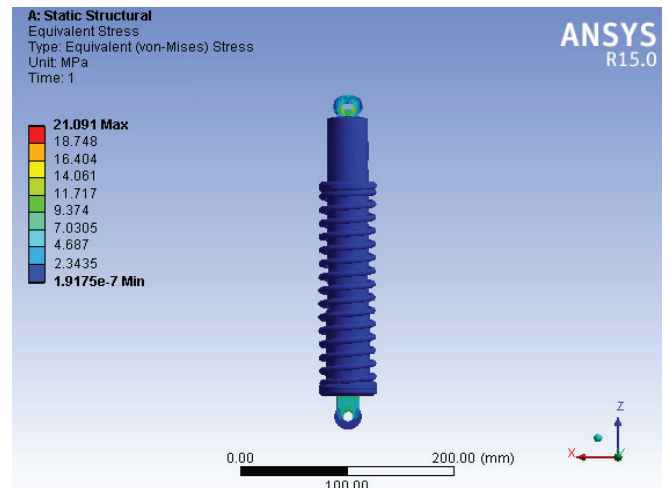 A: Static Structural
Equivalent Stress
Type: Equivalent (von-Mises) Stress
Unit: MPa
Time: 1
ANSYS
R15.0
21.091 Max
18.748
16.404
14.061
11.717
9.374
7.0305
4.687
2.3435
1.9175e-7 Min
0.00 200.00 (mm)
100.00
Z
X
Y